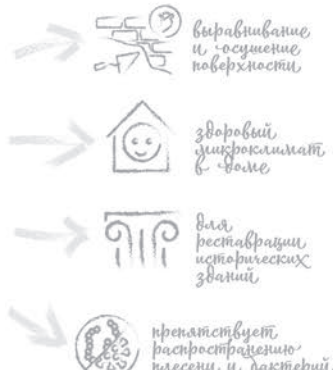 выравнивание
и осушение
поверхности
здоровый
микроклимат
в доме
для
реставрации
исторических
зданий
препятствует
распространению
плесени и бактерий